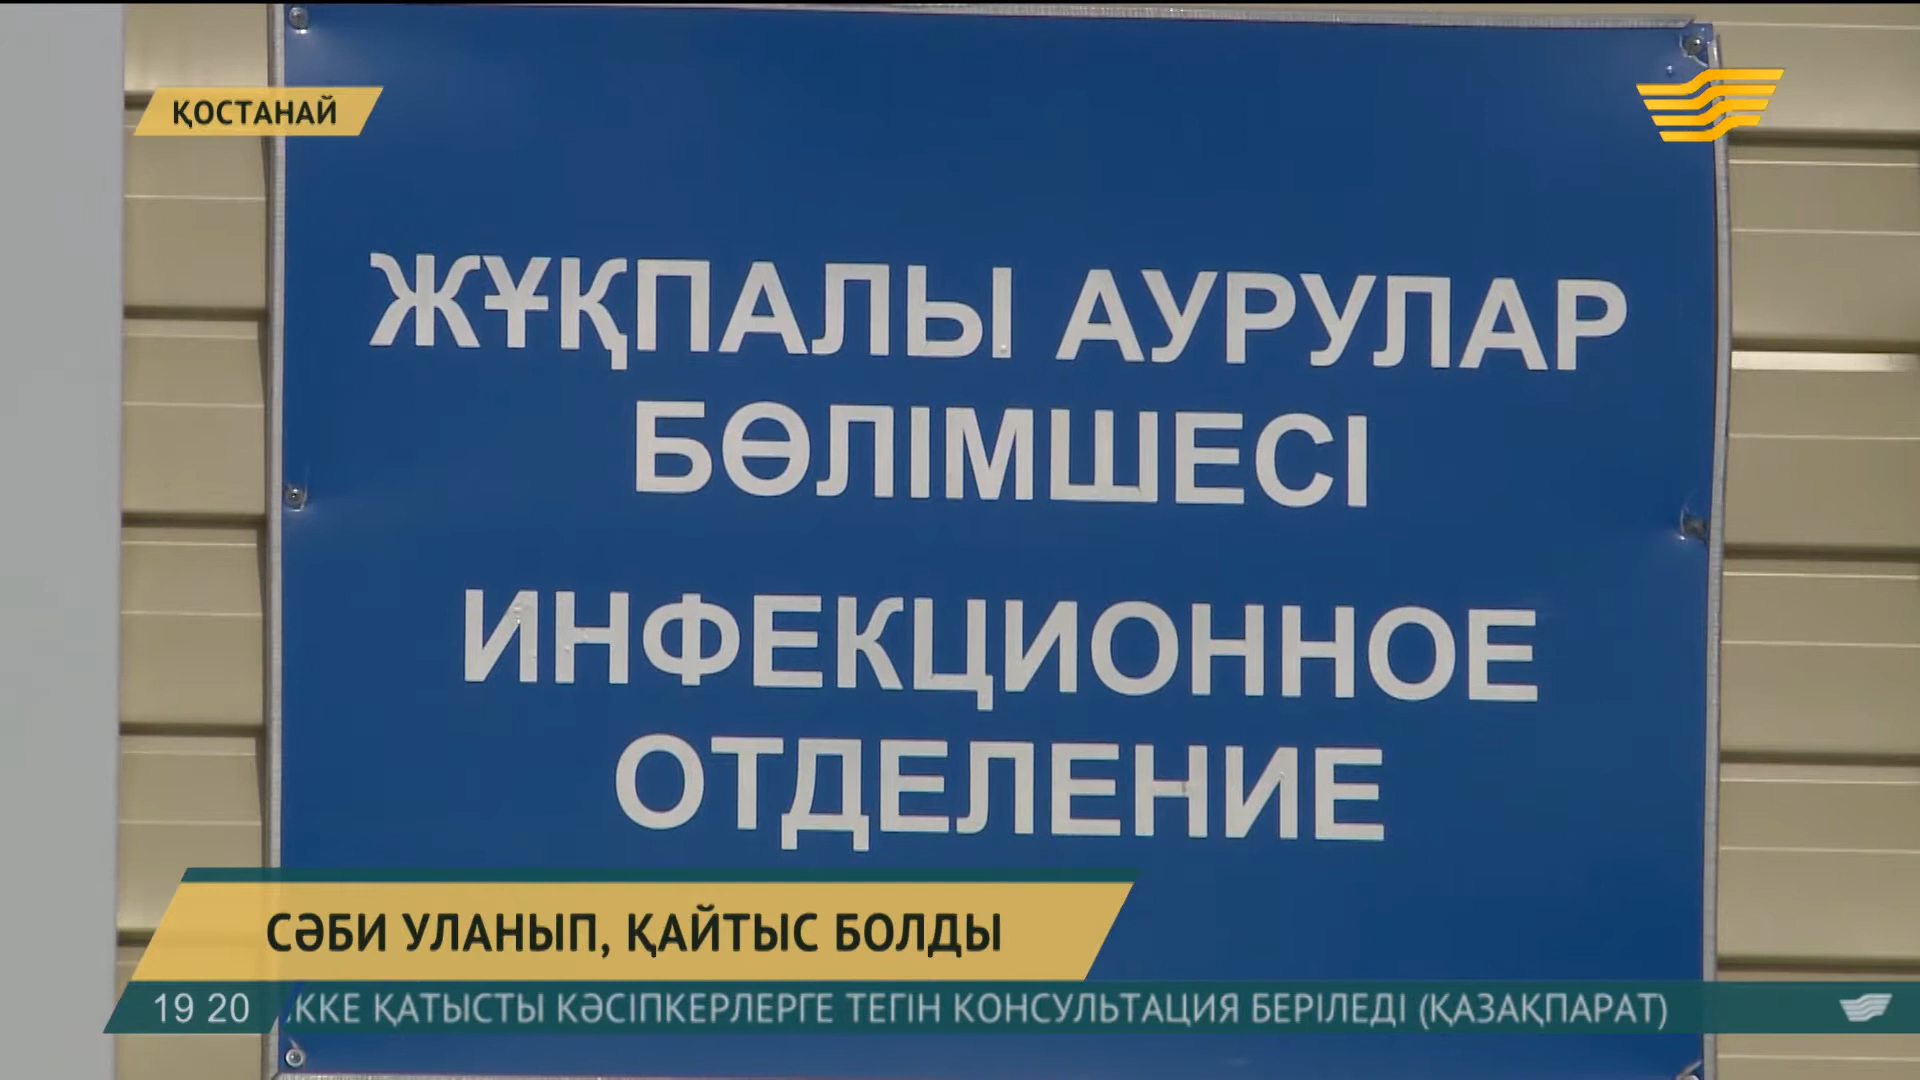 ҚОСТАНАЙ
ЖҰҚПАЛЫ АУРУЛАР
БӨЛІМШЕСІ
ИНФЕКЦИОННОЕ
ОТДЕЛЕНИЕ
СӘБИ УЛАНЫП, ҚАЙТЫС БОЛДЫ
19 20
ҚАТЫСТЫ КӘСІПКЕРЛЕРГЕ ТЕГІН КОНСУЛЬТАЦИЯ БЕРІЛЕДІ (ҚАЗАҚПАРАТ)